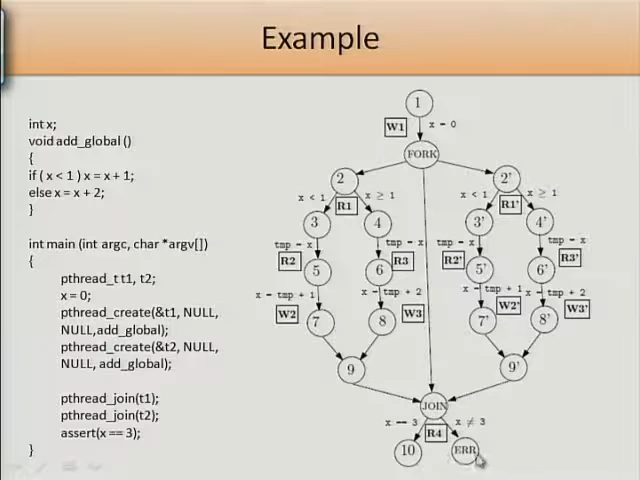 Example
int x;
void add_global ()
{
if ( x < 1 ) x = x + 1;
else x = x + 2;
}
int main (int argc, char *argv[])
{
pthread_t t1, t2;
x = 0;
pthread_create(&t1, NULL,
NULL,add_global);
pthread_create(&t2, NULL,
NULL, add_global);
pthread_join(t1);
pthread_join(t2);
assert(x == 3);
}
1
W1 x = 0
FORK
2 2'
x < 1 R1 x ≥ 1 x < 1 R1' x ≥ 1
3 4 3' 4'
tmp = x tmp = x tmp = x tmp = x
R2 R3 R2' R3'
5 6 5' 6'
x = tmp + 1 x = tmp + 2 x = tmp + 1 x = tmp + 2
W2 W3 W2' W3'
7 8 7' 8'
9 9'
JOIN
x == 3 R4 x ≠ 3
10 ERR